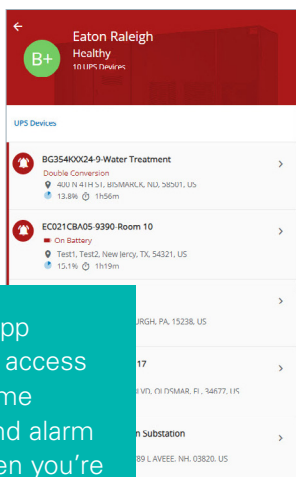 Eaton Raleigh
B+
Healthy
10 UPS Devices
UPS Devices
BG354KXX24-9-Water Treatment
Double Conversion
400 N 4TH ST, BISMARCK, ND, 58501, US
13.8% 1h56m
EC021CBA05-9390-Room 10
On Battery
Test1, Test2, New Jercy, TX, 54321, US
15.1% 1h19m
URGH, PA, 15238, US
17
LVD, OLDSMAR, FL, 34677, US
n Substation
89 L AVEEE. NH. 03820. US
pp
access
me
nd alarm
en you're